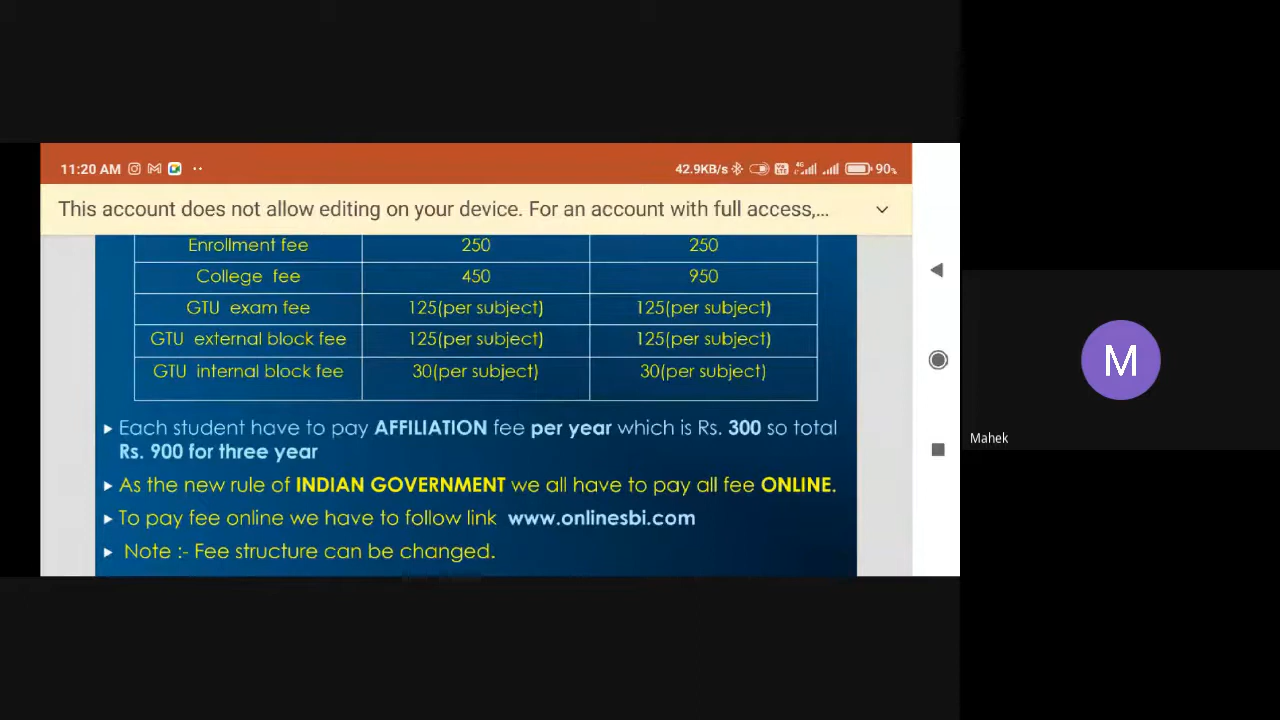 11:20 AM
42.9KB/s 4G 90%
This account does not allow editing on your device. For an account with full access,...
Enrollment fee 250 250
College fee 450 950
GTU exam fee 125(per subject) 125(per subject)
GTU external block fee 125(per subject) 125(per subject)
GTU internal block fee 30(per subject) 30(per subject)
Each student have to pay AFFILIATION fee per year which is Rs. 300 so total
Rs. 900 for three year
As the new rule of INDIAN GOVERNMENT we all have to pay all fee ONLINE.
To pay fee online we have to follow link www.onlinesbi.com
Note :- Fee structure can be changed.
M
Mahek